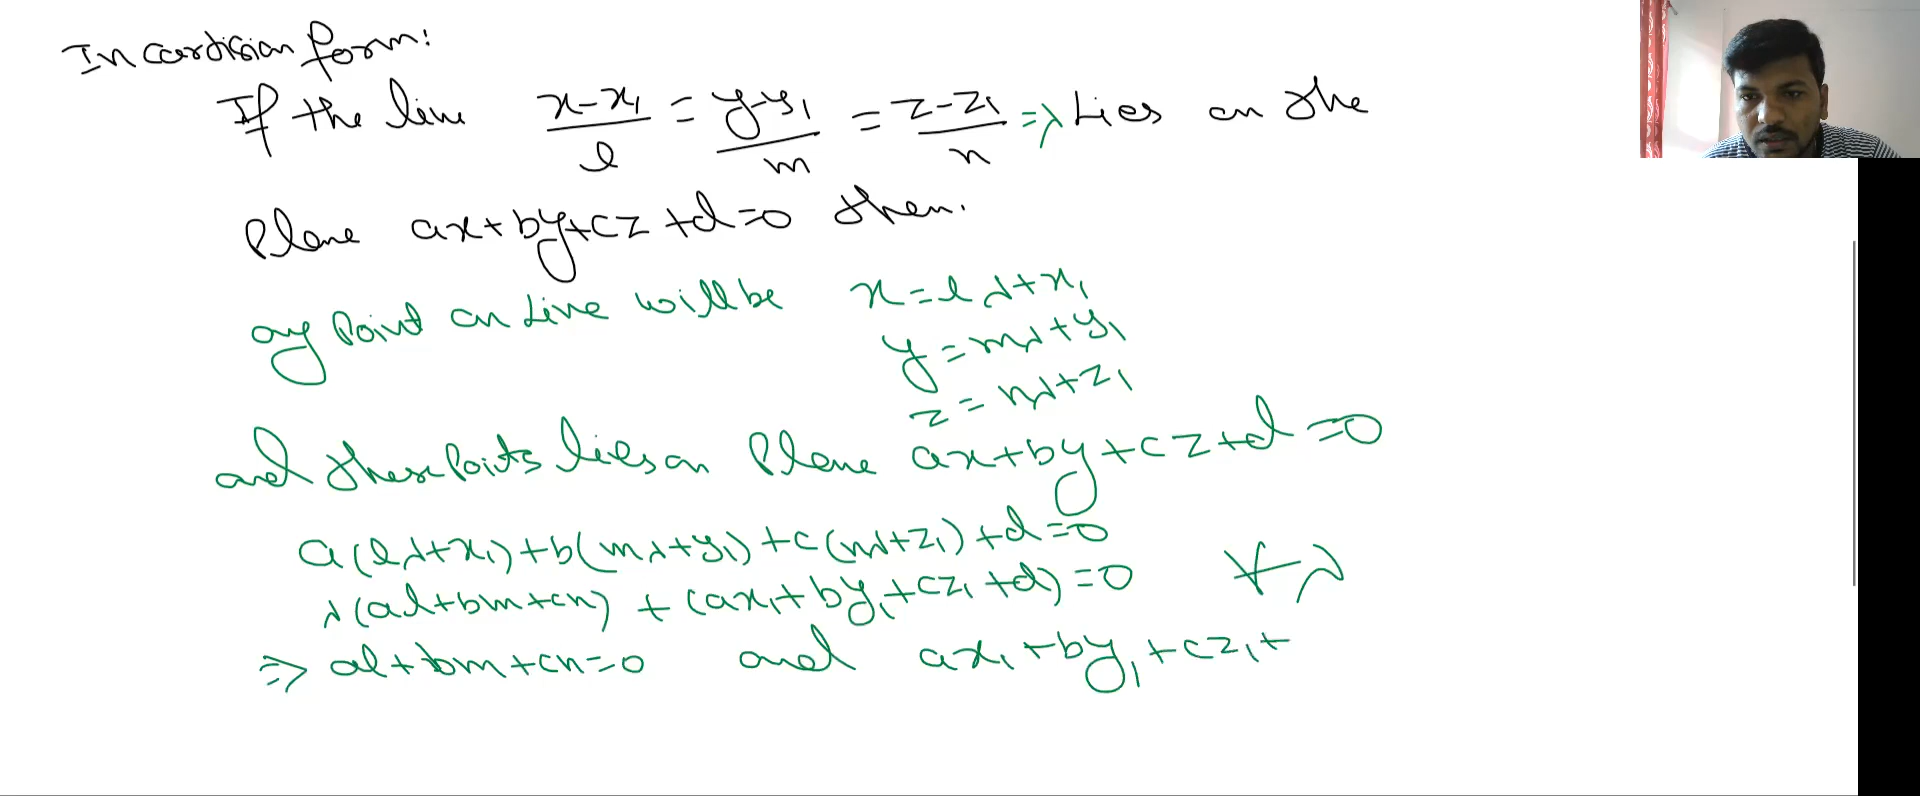 In cardisian form:
If the line x-x₁/l = y-y₁/m = z-z₁/n =λ Lies on the
Plane ax+by+cz+d=0 then.
any Point on Line will be x=lλ+x₁
y=mλ+y₁
z=nλ+z₁
and these Points lies on Plane ax+by+cz+d=0
a(lλ+x₁)+b(mλ+y₁)+c(nλ+z₁)+d=0
λ(al+bm+cn)+(ax₁+by₁+cz₁+d)=0 ∀λ
⇒ al+bm+cn=0 and ax₁+by₁+cz₁+